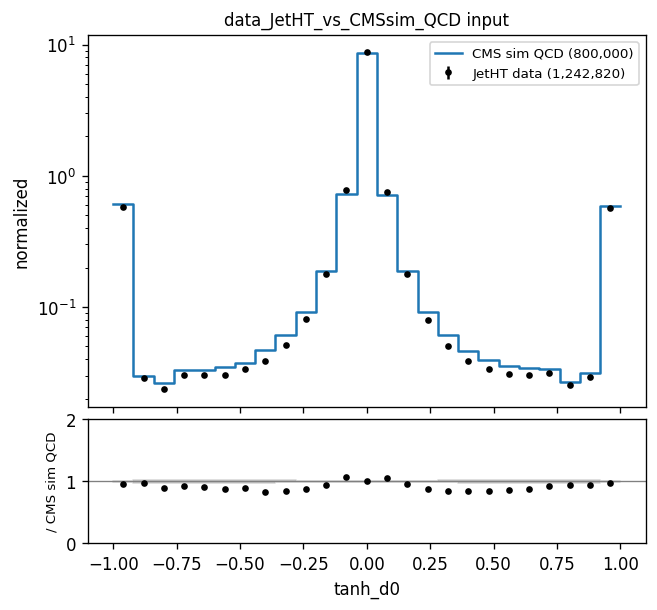 data_JetHT_vs_CMSsim_QCD input
CMS sim QCD (800,000)
JetHT data (1,242,820)
normalized
10¹
10⁰
10⁻¹
/ CMS sim QCD
2
1
0
−1.00 −0.75 −0.50 −0.25 0.00 0.25 0.50 0.75 1.00
tanh_d0